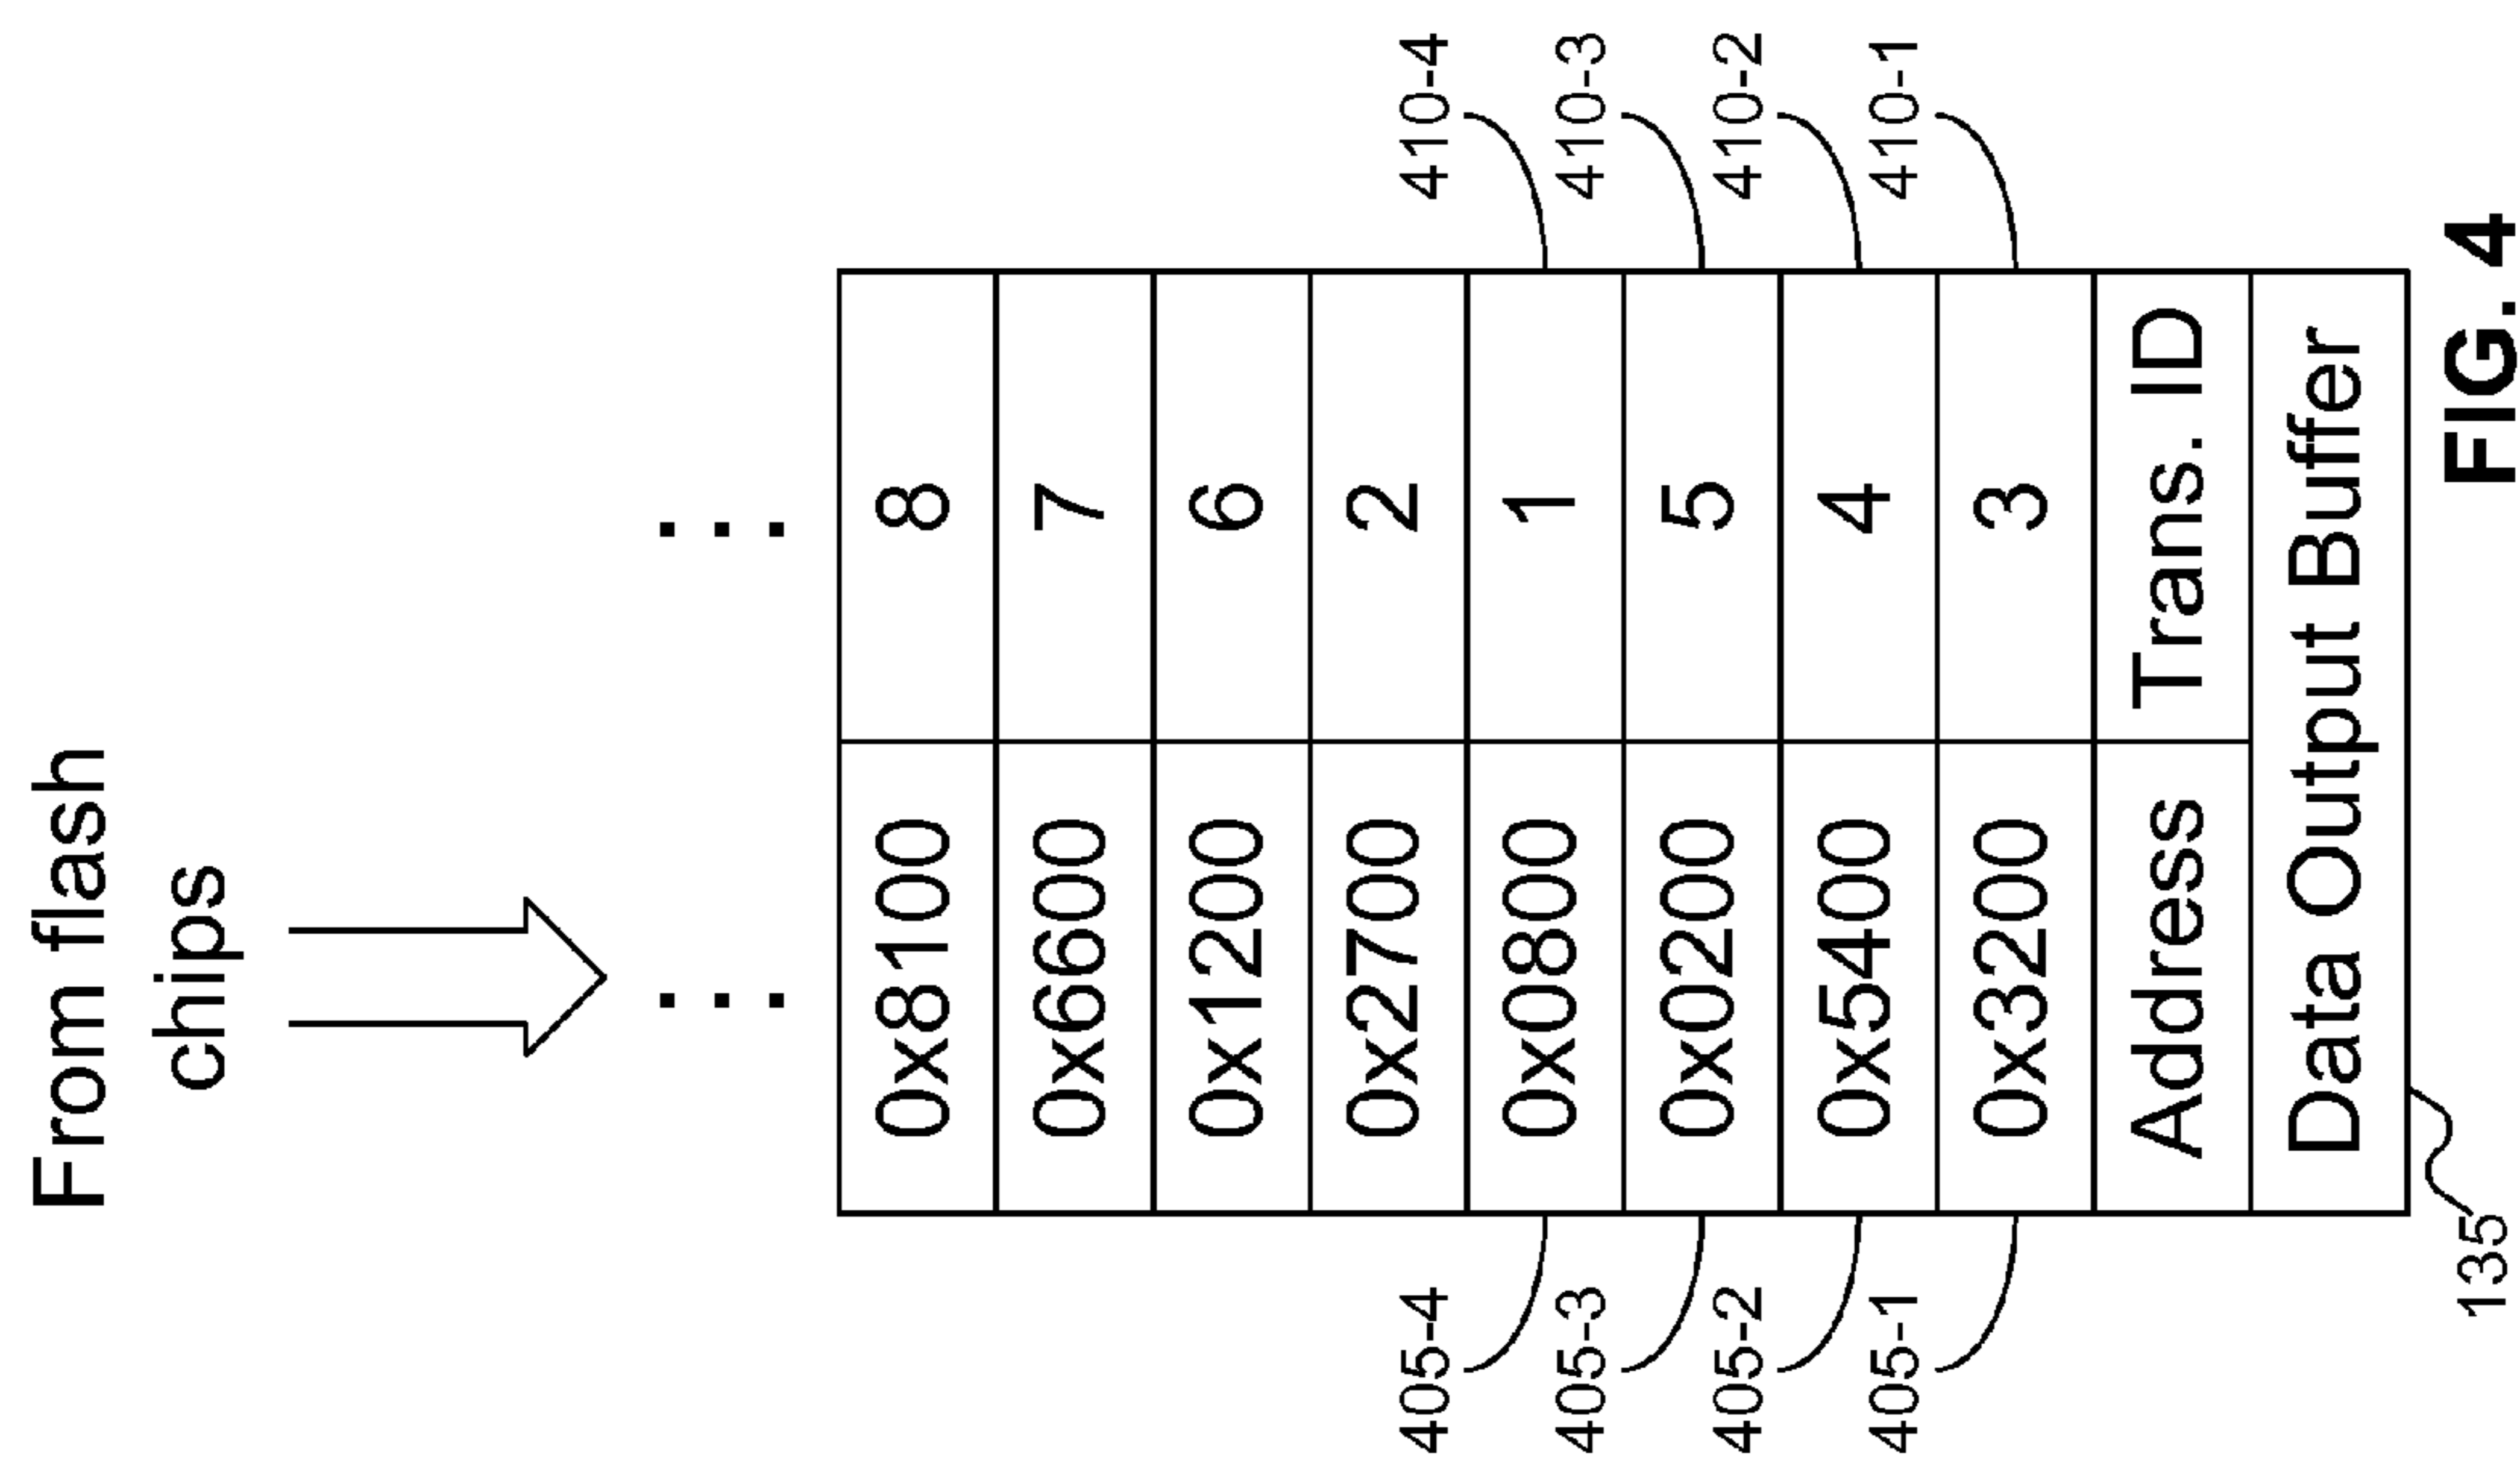 From flash
chips
0x8100 8
0x6600 7
0x1200 6
0x2700 2
405-4 0x0800 1 410-4
405-3 0x0200 5 410-3
405-2 0x5400 4 410-2
405-1 0x3200 3 410-1
Address Trans. ID
Data Output Buffer
135
FIG. 4